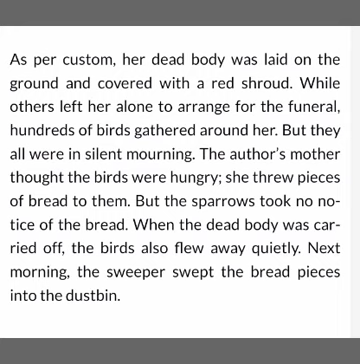 As per custom, her dead body was laid on the
ground and covered with a red shroud. While
others left her alone to arrange for the funeral,
hundreds of birds gathered around her. But they
all were in silent mourning. The author's mother
thought the birds were hungry; she threw pieces
of bread to them. But the sparrows took no no-
tice of the bread. When the dead body was car-
ried off, the birds also flew away quietly. Next
morning, the sweeper swept the bread pieces
into the dustbin.